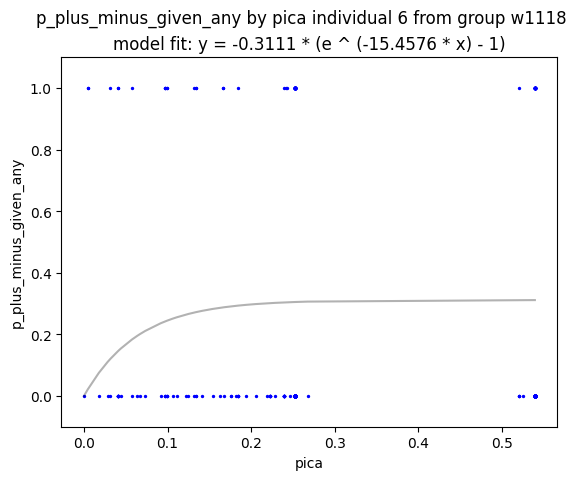 p_plus_minus_given_any by pica individual 6 from group w1118
model fit: y = -0.3111 * (e ^ (-15.4576 * x) - 1)
p_plus_minus_given_any
1.0
0.8
0.6
0.4
0.2
0.0
0.0 0.1 0.2 0.3 0.4 0.5
pica